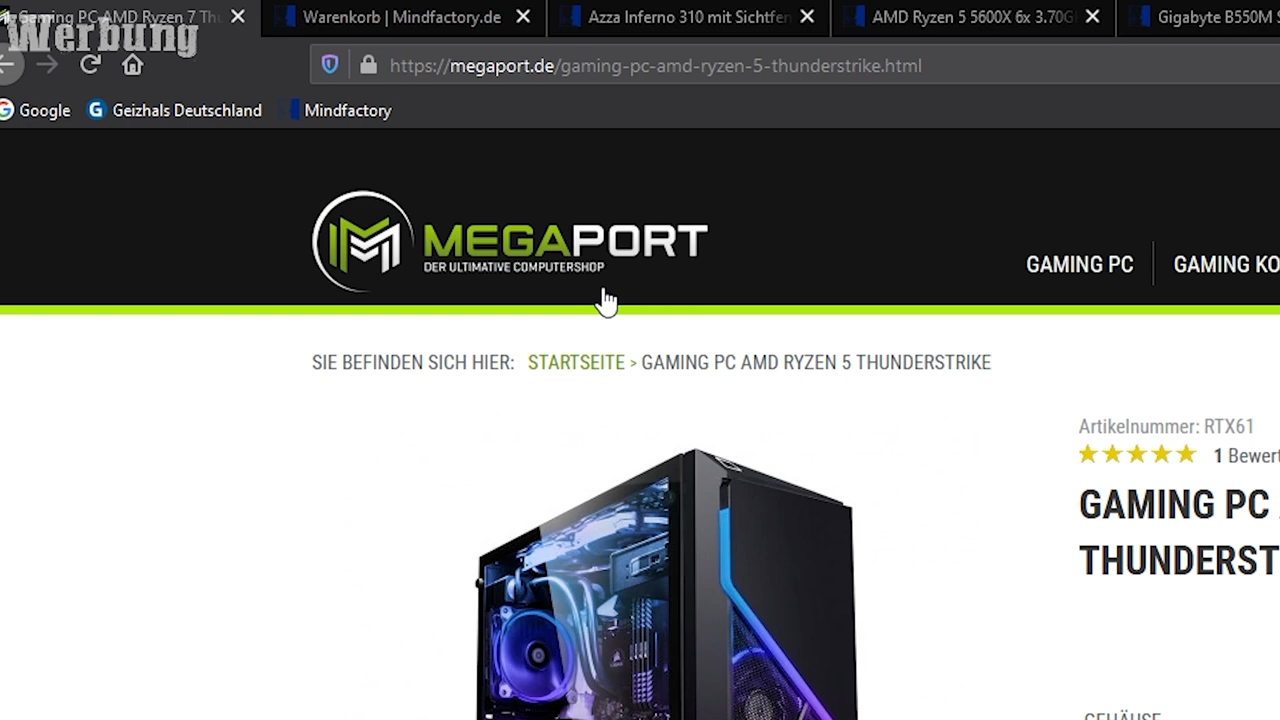 Gaming PC-AMD Ryzen 7 Th
Warenkorb | Mindfactory.de
Azza Inferno 310 mit Sichtfen
AMD Ryzen 5 5600X 6x 3.70G
Gigabyte B550M S
Werbung
https://megaport.de/gaming-pc-amd-ryzen-5-thunderstrike.html
Google
Geizhals Deutschland
Mindfactory
MEGAPORT
DER ULTIMATIVE COMPUTERSHOP
GAMING PC
GAMING KO
SIE BEFINDEN SICH HIER: STARTSEITE > GAMING PC AMD RYZEN 5 THUNDERSTRIKE
Artikelnummer: RTX61
1 Bewert
GAMING PC
THUNDERST
GEHÄUSE